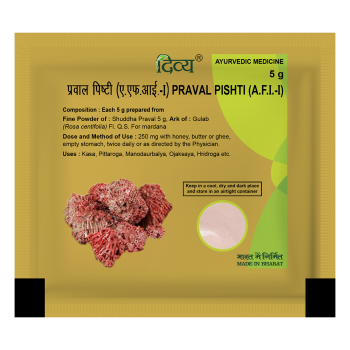 दिव्य®
AYURVEDIC MEDICINE
5 g
प्रवाल पिष्टी (ए.एफ.आई.-I) PRAVAL PISHTI (A.F.I.-I)
Composition : Each 5 g prepared from
Fine Powder of : Shuddha Praval 5 g, Ark of : Gulab
(Rosa centifolia) Fl. Q.S. For mardana
Dose and Method of Use : 250 mg with honey, butter or ghee,
empty stomach, twice daily or as directed by the Physician.
Uses : Kasa, Pittaroga, Manodaurbalya, Ojaksaya, Hridroga etc.
Keep in a cool, dry and dark place
and store in an airtight container
भारत में निर्मित
MADE IN BHARAT